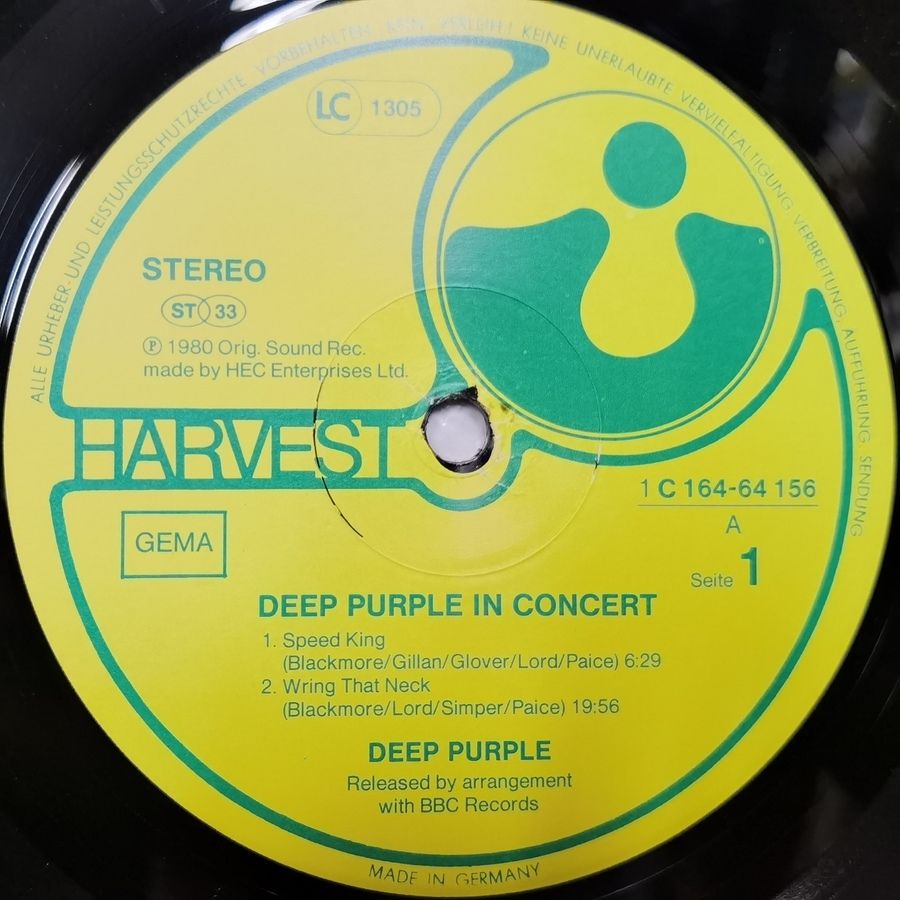 ALLE URHEBER- UND LEISTUNGSSCHUTZRECHTE VORBEHALTEN KEIN VERLEIH! KEINE UNERLAUBTE VERVIELFÄLTIGUNG VERBREITUNG, AUFFÜHRUNG SENDUNG
LC 1305
STEREO
ST 33
Ⓟ 1980 Orig. Sound Rec.
made by HEC Enterprises Ltd.
HARVEST
1 C 164-64 156
A
GEMA
Seite 1
DEEP PURPLE IN CONCERT
1. Speed King
(Blackmore/Gillan/Glover/Lord/Paice) 6:29
2. Wring That Neck
(Blackmore/Lord/Simper/Paice) 19:56
DEEP PURPLE
Released by arrangement
with BBC Records
MADE IN GERMANY